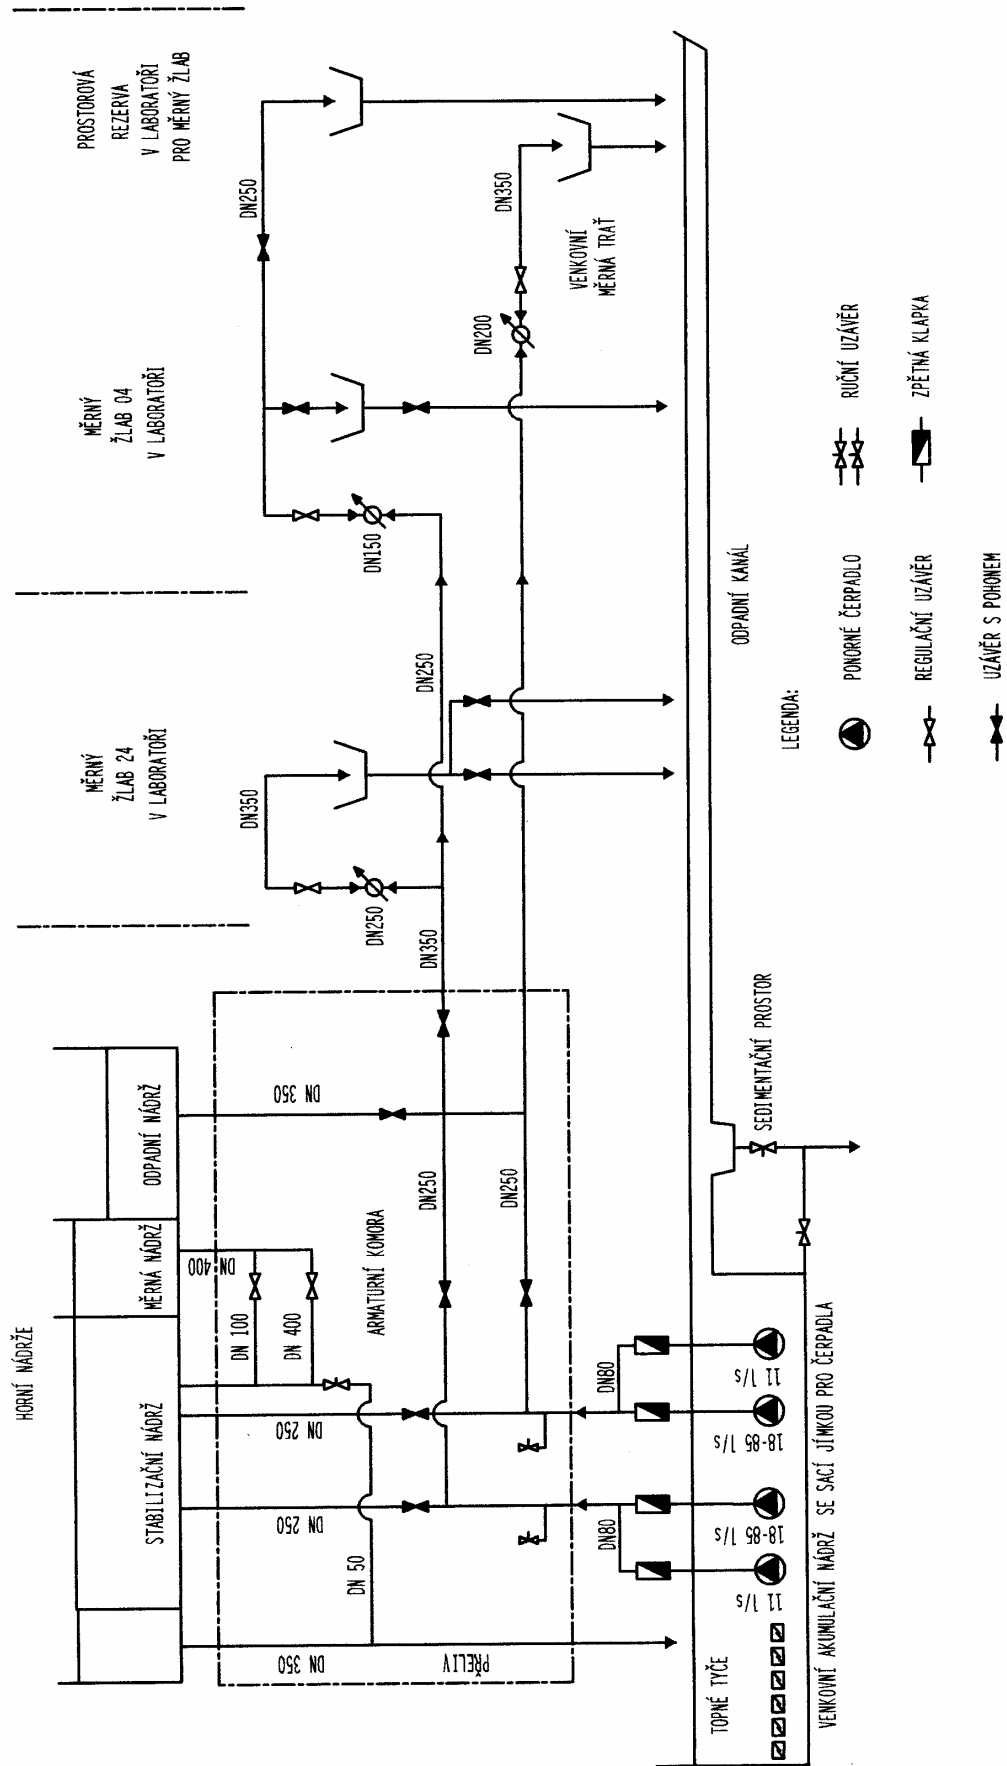 HORNÍ NÁDRŽE
STABILIZAČNÍ NÁDRŽ
MĚRNÁ NÁDRŽ
ODPADNÍ NÁDRŽ
MĚRNÝ
ŽLAB 24
V LABORATOŘI
MĚRNÝ
ŽLAB 04
V LABORATOŘI
PROSTOROVÁ
REZERVA
V LABORATOŘI
PRO MĚRNÝ ŽLAB
DN 350
PŘELIV
DN 50
DN 250
DN 250
DN 100
DN 400
DN 400
ARMATURNÍ KOMORA
DN 350
DN250
DN250
DN350
DN250
DN350
DN250
DN150
DN250
DN200
DN350
VENKOVNÍ
MĚRNÁ TRAŤ
DN80
DN80
11 l/s
18-85 l/s
18-85 l/s
11 l/s
TOPNÉ TYČE
VENKOVNÍ AKUMULAČNÍ NÁDRŽ SE SACÍ JÍMKOU PRO ČERPADLA
SEDIMENTAČNÍ PROSTOR
ODPADNÍ KANÁL
LEGENDA:
PONORNÉ ČERPADLO
RUČNÍ UZÁVĚR
REGULAČNÍ UZÁVĚR
ZPĚTNÁ KLAPKA
UZÁVĚR S POHONEM